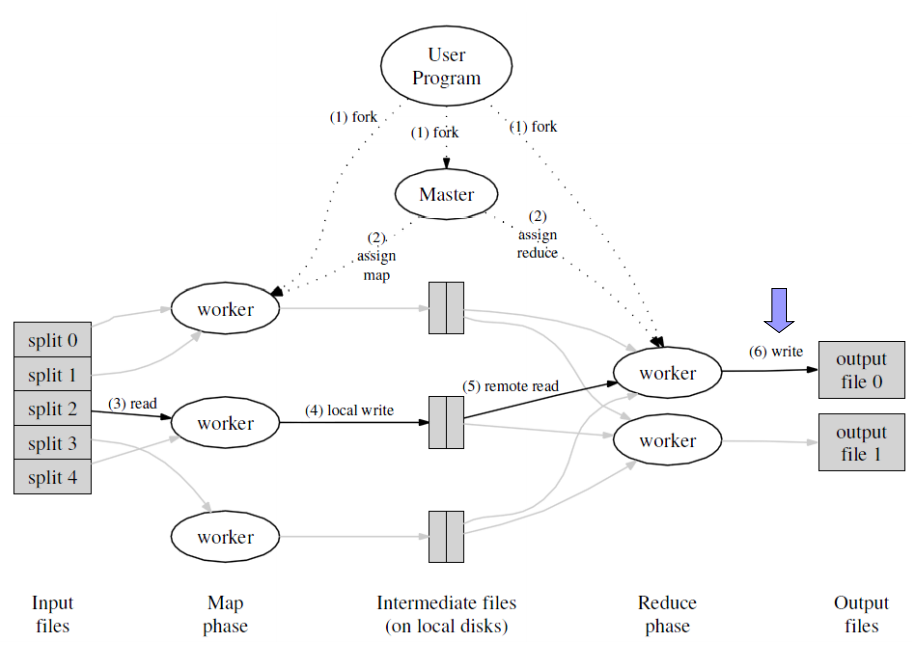 User
Program
(1) fork
(1) fork
(1) fork
Master
(2)
assign
map
(2)
assign
reduce
worker
split 0
split 1
split 2
split 3
split 4
(3) read
worker
(4) local write
(5) remote read
worker
worker
(6) write
output
file 0
worker
output
file 1
Input
files
Map
phase
Intermediate files
(on local disks)
Reduce
phase
Output
files